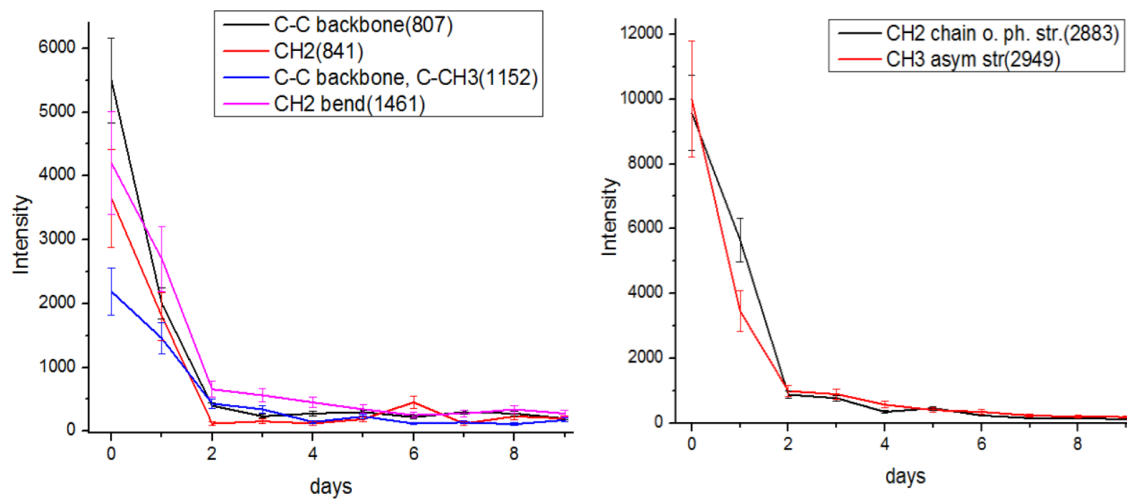 C-C backbone(807)
CH2(841)
C-C backbone, C-CH3(1152)
CH2 bend(1461)
6000
5000
4000
3000
2000
1000
0
Intensity
0 2 4 6 8
days
CH2 chain o. ph. str.(2883)
CH3 asym str(2949)
12000
10000
8000
6000
4000
2000
0
Intensity
0 2 4 6 8
days